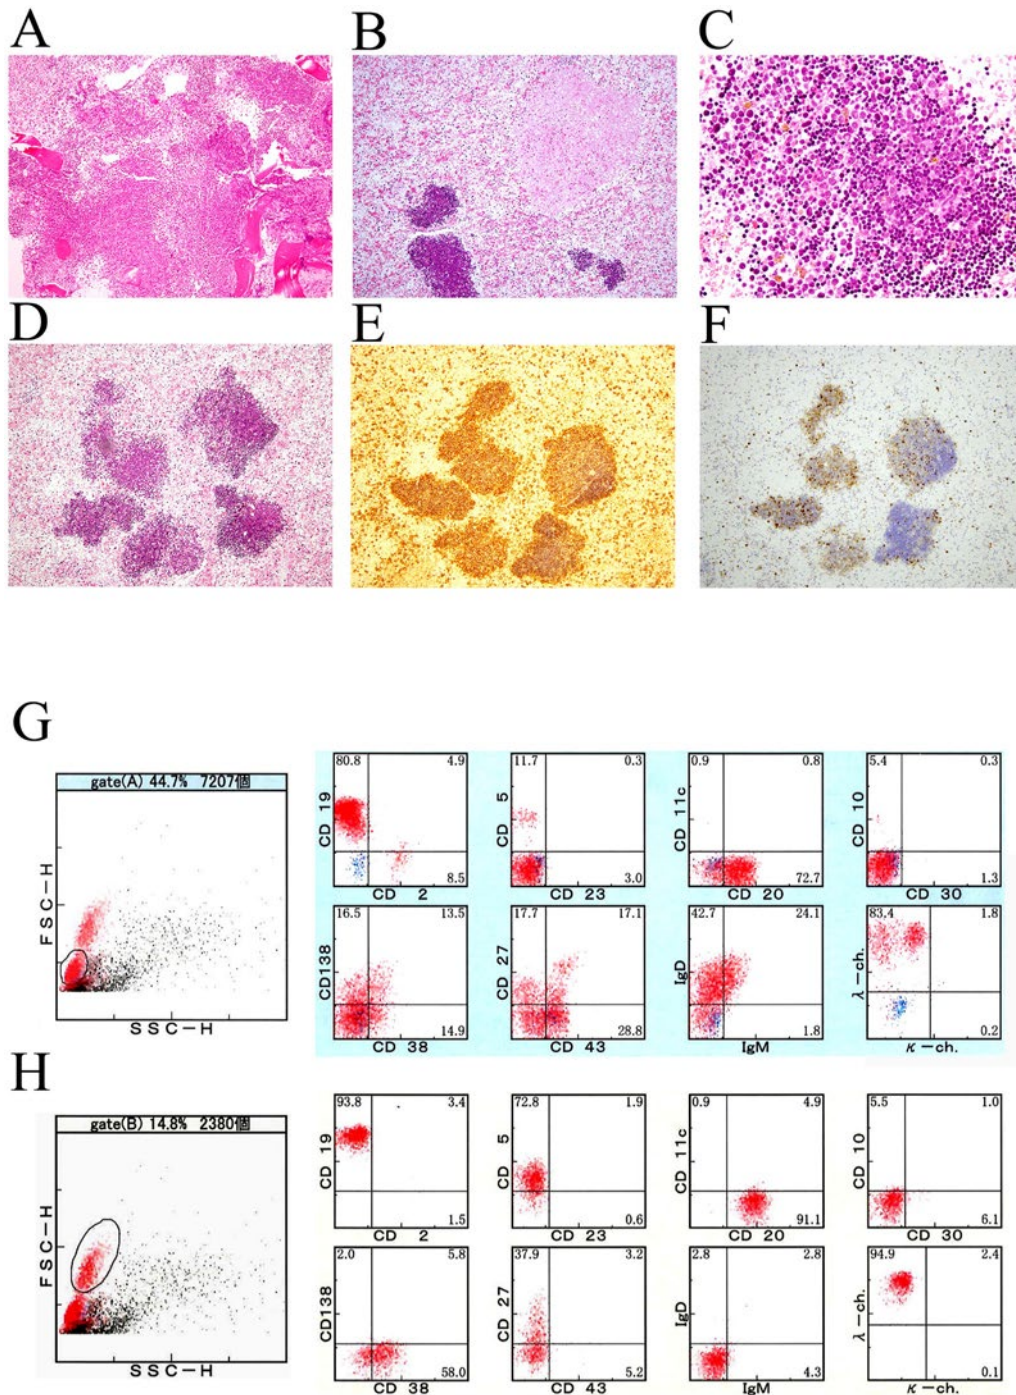 A
B
C
D
E
F
G
gate(A) 44.7% 7207個
FSC-H
SSC-H
80.8 4.9
CD 19
8.5
CD 2
11.7 0.3
CD 5
3.0
CD 23
0.9 0.8
CD 11c
72.7
CD 20
5.4 0.3
CD 10
1.3
CD 30
16.5 13.5
CD138
14.9
CD 38
17.7 17.1
CD 27
28.8
CD 43
42.7 24.1
IgD
1.8
IgM
83.4 1.8
λ-ch.
0.2
κ-ch.
H
gate(B) 14.8% 2380個
FSC-H
SSC-H
93.8 3.4
CD 19
1.5
CD 2
72.8 1.9
CD 5
0.6
CD 23
0.9 4.9
CD 11c
91.1
CD 20
5.5 1.0
CD 10
6.1
CD 30
2.0 5.8
CD138
58.0
CD 38
37.9 3.2
CD 27
5.2
CD 43
2.8 2.8
IgD
4.3
IgM
94.9 2.4
λ-ch.
0.1
κ-ch.